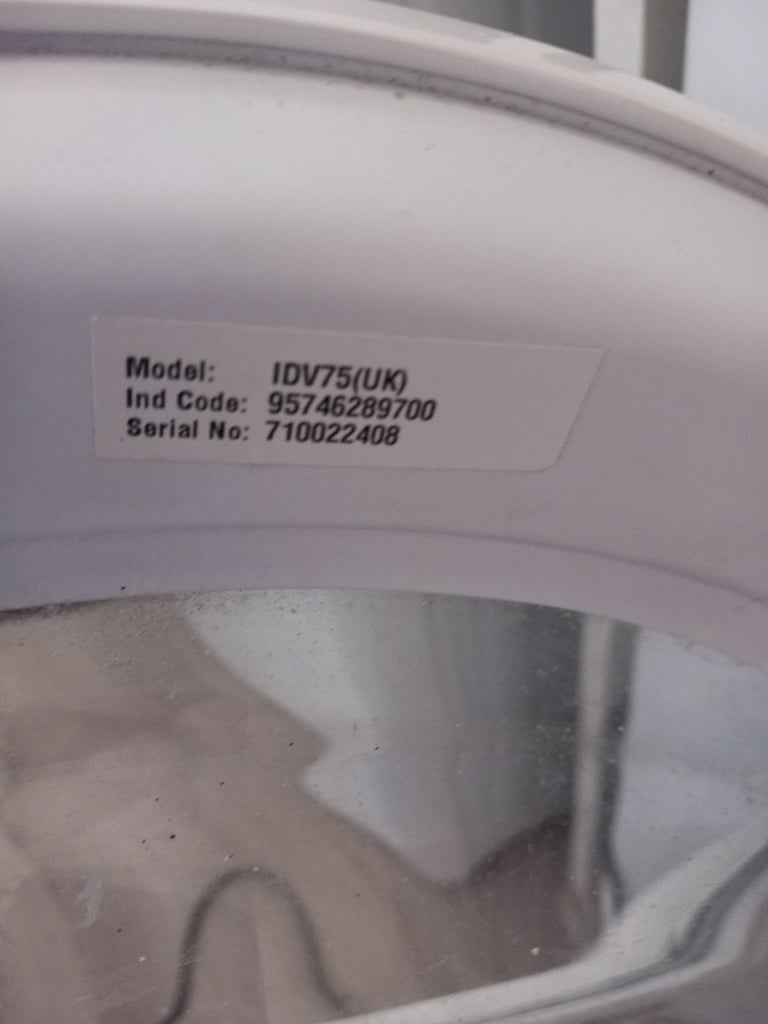 Model: IDV75(UK)
Ind Code: 95746289700
Serial No: 710022408